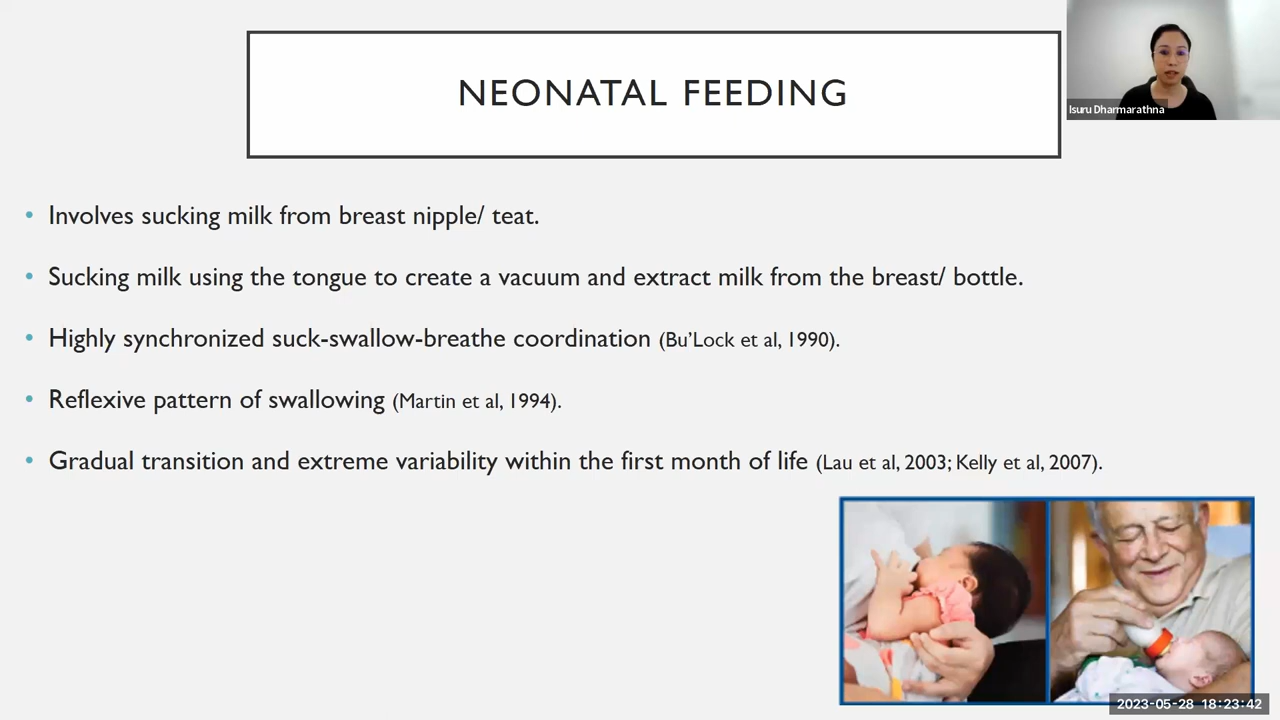 NEONATAL FEEDING
Isuru Dharmarathna
• Involves sucking milk from breast nipple/ teat.
• Sucking milk using the tongue to create a vacuum and extract milk from the breast/ bottle.
• Highly synchronized suck-swallow-breathe coordination (Bu’Lock et al, 1990).
• Reflexive pattern of swallowing (Martin et al, 1994).
• Gradual transition and extreme variability within the first month of life (Lau et al, 2003; Kelly et al, 2007).
2023-05-28 18:23:42